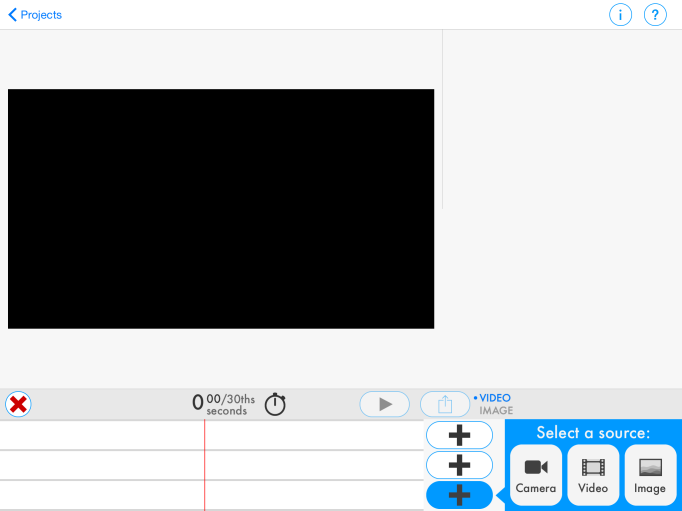 Projects
i ?
0 00/30ths
seconds
• VIDEO
IMAGE
Select a source:
Camera Video Image